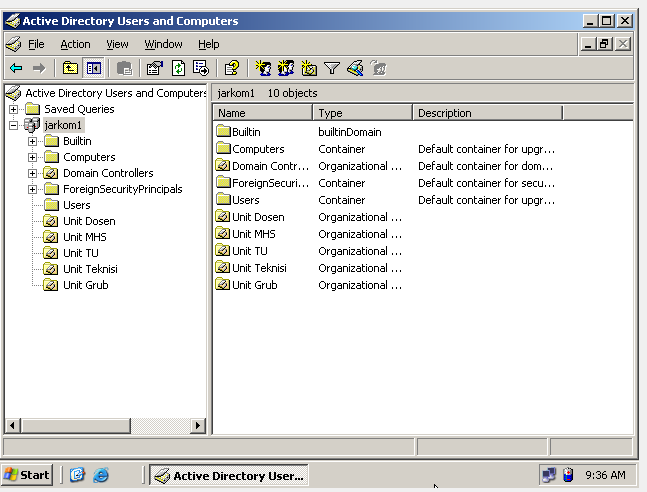 Active Directory Users and Computers
File Action View Window Help
Active Directory Users and Computers
Saved Queries
jarkom1
Builtin
Computers
Domain Controllers
ForeignSecurityPrincipals
Users
Unit Dosen
Unit MHS
Unit TU
Unit Teknisi
Unit Grub
jarkom1 10 objects
Name Type Description
Builtin builtinDomain
Computers Container Default container for upgr...
Domain Contr... Organizational ... Default container for dom...
ForeignSecuri... Container Default container for secu...
Users Container Default container for upgr...
Unit Dosen Organizational ...
Unit MHS Organizational ...
Unit TU Organizational ...
Unit Teknisi Organizational ...
Unit Grub Organizational ...
Start Active Directory User... 9:36 AM